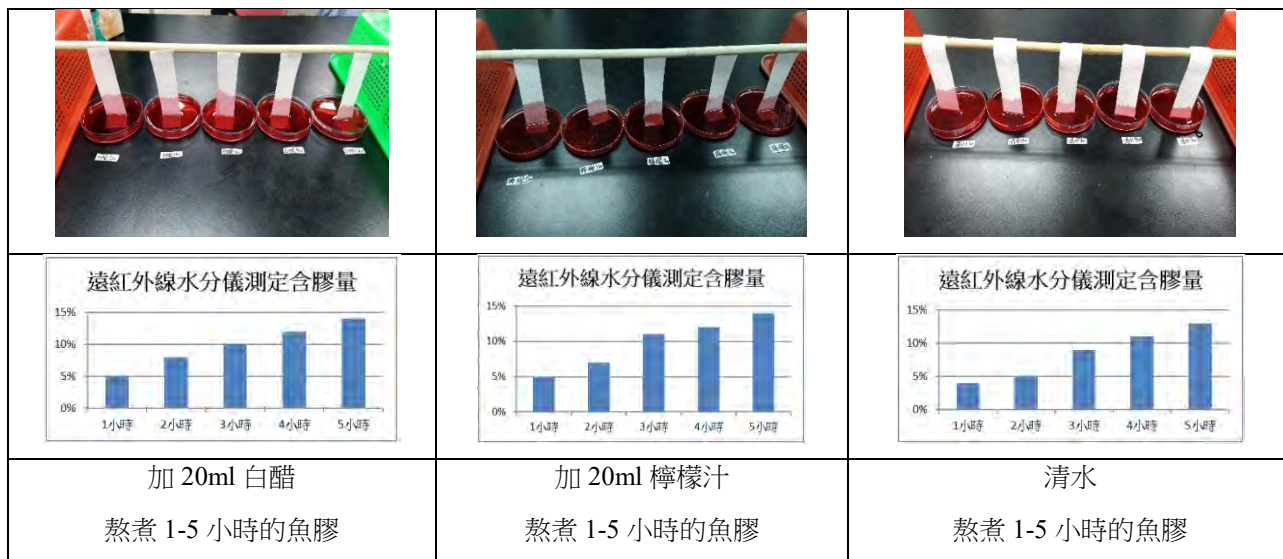 遠紅外線水分儀測定含膠量
15%
10%
5%
0%
1小時 2小時 3小時 4小時 5小時
遠紅外線水分儀測定含膠量
15%
10%
5%
0%
1小時 2小時 3小時 4小時 5小時
遠紅外線水分儀測定含膠量
15%
10%
5%
0%
1小時 2小時 3小時 4小時 5小時
加 20ml 白醋
熬煮 1-5 小時的魚膠
加 20ml 檸檬汁
熬煮 1-5 小時的魚膠
清水
熬煮 1-5 小時的魚膠